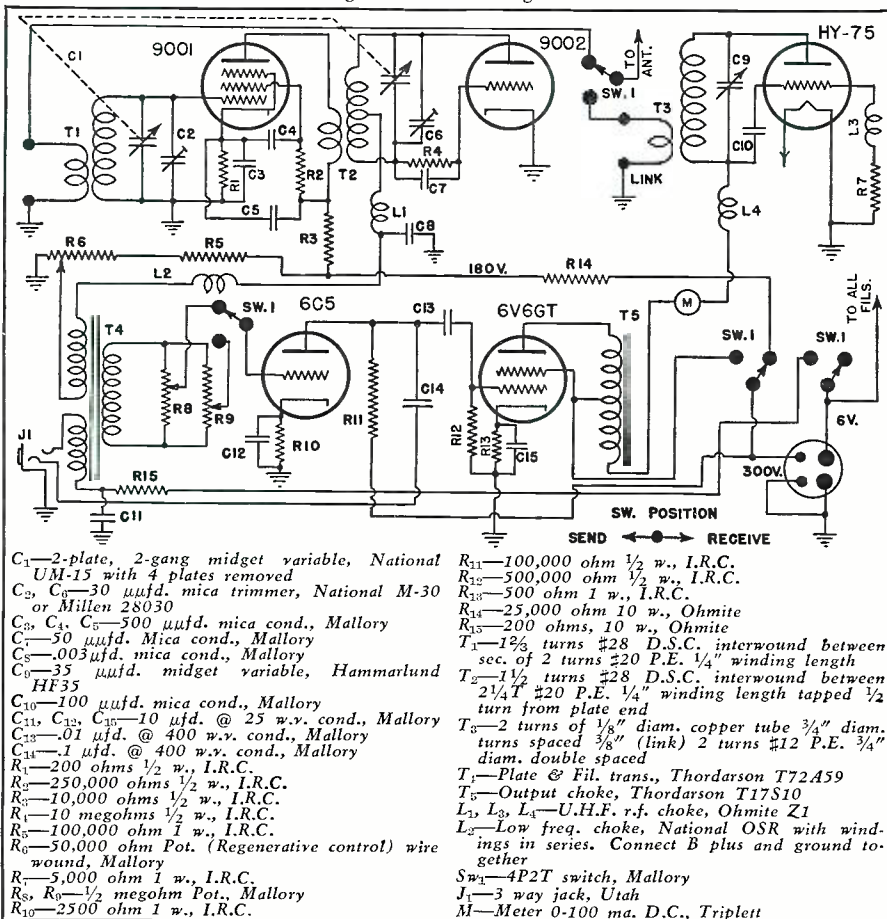 9001
9002
HY-75
C1
TO ANT.
SW.1
C9
T1
C2
C6
T3
L3
C4
R4
C10
R1
C3
R2
T2
C7
LINK
R7
C5
L1
R3
C8
L4
R6
R5
L2
180V.
R14
M
TO ALL FILS.
T4
SW.1
6C5
C13
6V6GT
T5
SW.1
SW.1
R8
R9
R11
C14
6V.
J1
C12
R10
R12
R13
C15
300V.
R15
C11
SW. POSITION
SEND
RECEIVE
C1—2-plate, 2-gang midget variable, National
UM-15 with 4 plates removed
C2, C6—30 μμfd. mica trimmer, National M-30
or Millen 28030
C3, C4, C5—500 μμfd. mica cond., Mallory
C7—50 μμfd. Mica cond., Mallory
C8—.003μfd. mica cond., Mallory
C9—35 μμfd. midget variable, Hammarlund
HF35
C10—100 μμfd. mica cond., Mallory
C11, C12, C15—10 μfd. @ 25 w.v. cond., Mallory
C13—.01 μfd. @ 400 w.v. cond., Mallory
C14—.1 μfd. @ 400 w.v. cond., Mallory
R1—200 ohms 1/2 w., I.R.C.
R2—250,000 ohms 1/2 w., I.R.C.
R3—10,000 ohms 1/2 w., I.R.C.
R4—10 megohms 1/2 w., I.R.C.
R5—100,000 ohm 1 w., I.R.C.
R6—50,000 ohm Pot. (Regenerative control) wire
wound, Mallory
R7—5,000 ohm 1 w., I.R.C.
R8, R9—1/2 megohm Pot., Mallory
R10—2500 ohm 1 w., I.R.C.
R11—100,000 ohm 1/2 w., I.R.C.
R12—500,000 ohm 1/2 w., I.R.C.
R13—500 ohm 1 w., I.R.C.
R14—25,000 ohm 10 w., Ohmite
R15—200 ohms, 10 w., Ohmite
T1—1 2/3 turns #28 D.S.C. interwound between
sec. of 2 turns #20 P.E. 1/4" winding length
T2—1 1/2 turns #28 D.S.C. interwound between
2 1/4T #20 P.E. 1/4" winding length tapped 1/2
turn from plate end
T3—2 turns of 1/8" diam. copper tube 3/4" diam.
turns spaced 3/8" (link) 2 turns #12 P.E. 3/4"
diam. double spaced
T4—Plate & Fil. trans., Thordarson T72A59
T5—Output choke, Thordarson T17S10
L1, L3, L4—U.H.F. r.f. choke, Ohmite Z1
L2—Low freq. choke, National OSR with wind-
ings in series. Connect B plus and ground to-
gether
Sw1—4P2T switch, Mallory
J1—3 way jack, Utah
M—Meter 0-100 ma. D.C., Triplett